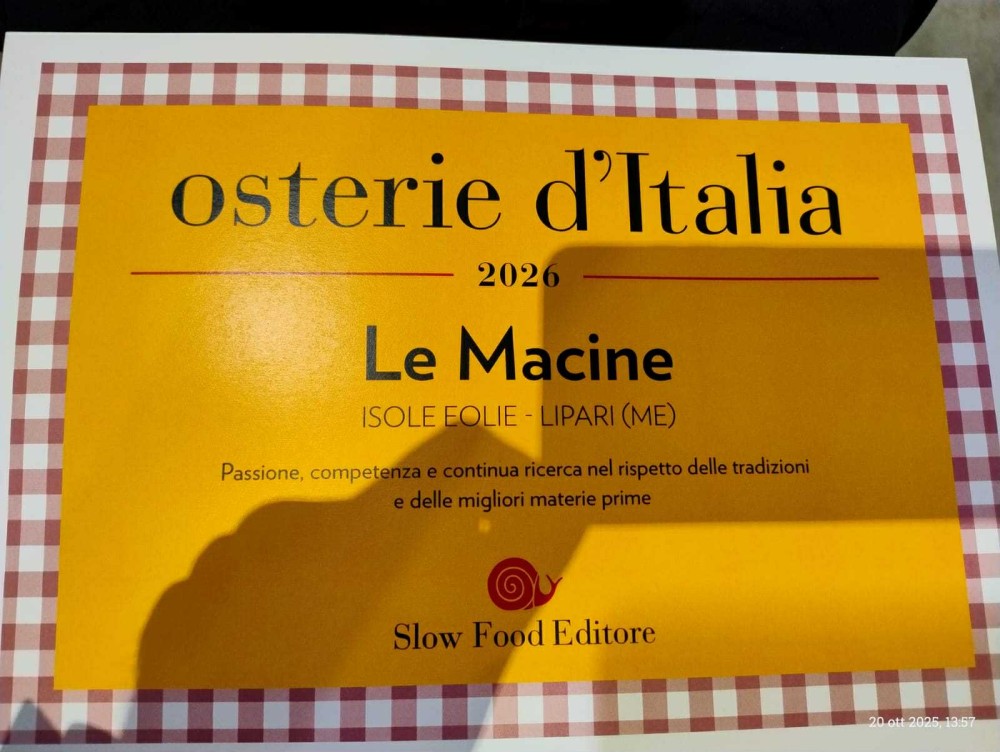 osterie d'Italia
2026
Le Macine
ISOLE EOLIE - LIPARI (ME)
Passione, competenza e continua ricerca nel rispetto delle tradizioni
e delle migliori materie prime
Slow Food Editore
20 ott 2025, 13:57